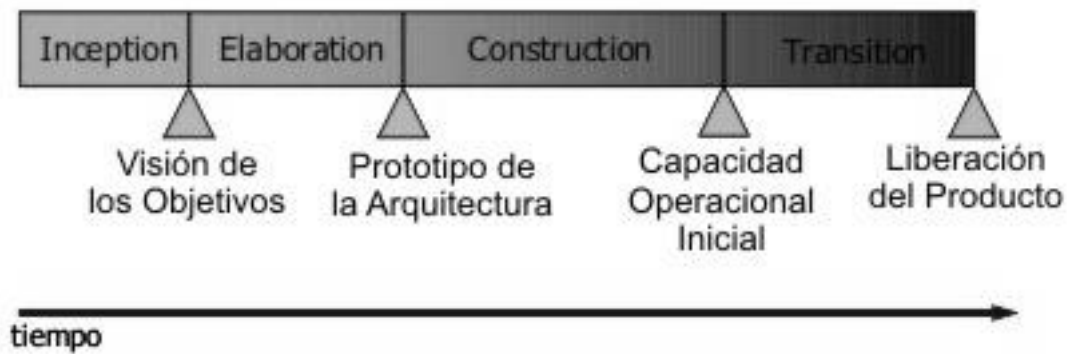 Inception Elaboration Construction Transition
Visión de
los Objetivos
Prototipo de
la Arquitectura
Capacidad
Operacional
Inicial
Liberación
del Producto
tiempo